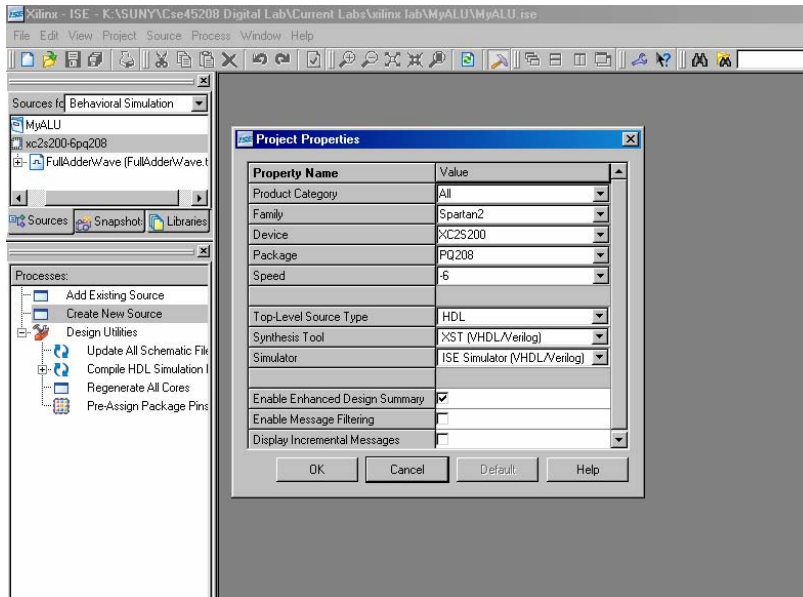 Xilinx - ISE - K:\SUNY\Cse45208 Digital Lab\Current Labs\xilinx lab\MyALU\MyALU.ise
File Edit View Project Source Process Window Help
Sources fo Behavioral Simulation
MyALU
xc2s200-6pq208
FullAdderWave (FullAdderWave.t
Sources Snapshot Libraries
Processes:
Add Existing Source
Create New Source
Design Utilities
Update All Schematic File
Compile HDL Simulation l
Regenerate All Cores
Pre-Assign Package Pins
Project Properties
Property Name Value
Product Category All
Family Spartan2
Device XC2S200
Package PQ208
Speed -6
Top-Level Source Type HDL
Synthesis Tool XST (VHDL/Verilog)
Simulator ISE Simulator (VHDL/Verilog)
Enable Enhanced Design Summary
Enable Message Filtering
Display Incremental Messages
OK Cancel Default Help